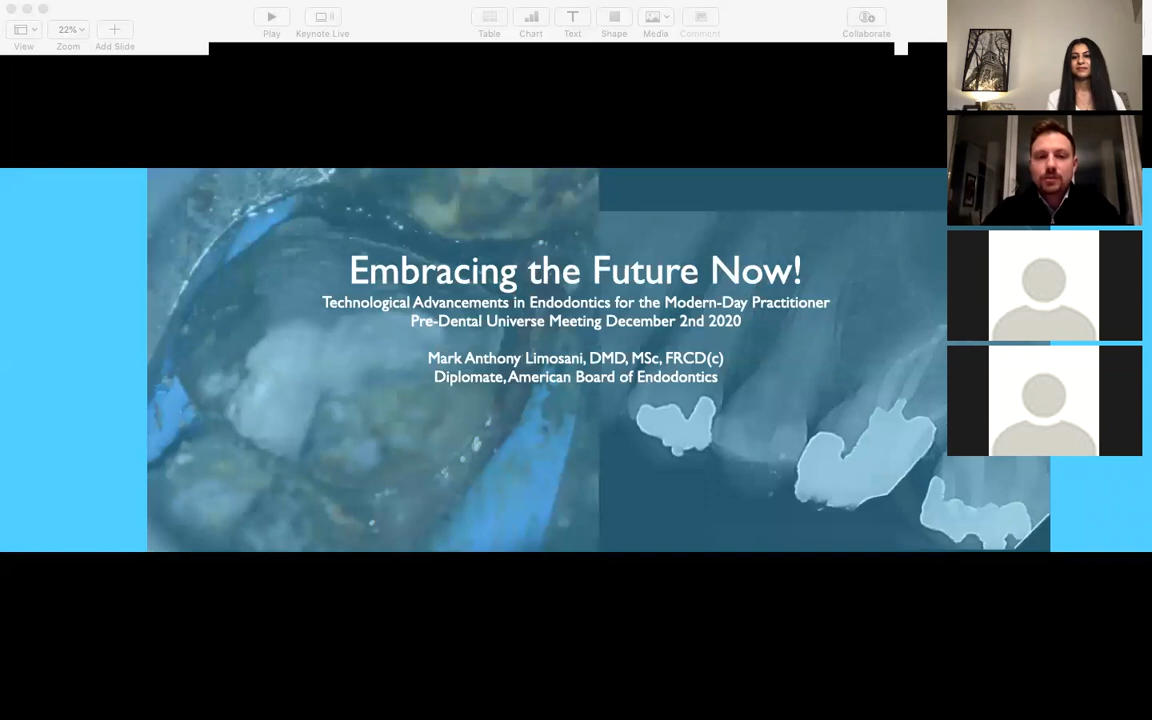 22%
View
Zoom
Add Slide
Play
Keynote Live
Table
Chart
Text
Shape
Media
Comment
Collaborate
Embracing the Future Now!
Technological Advancements in Endodontics for the Modern-Day Practitioner
Pre-Dental Universe Meeting December 2nd 2020
Mark Anthony Limosani, DMD, MSc, FRCD(c)
Diplomate, American Board of Endodontics